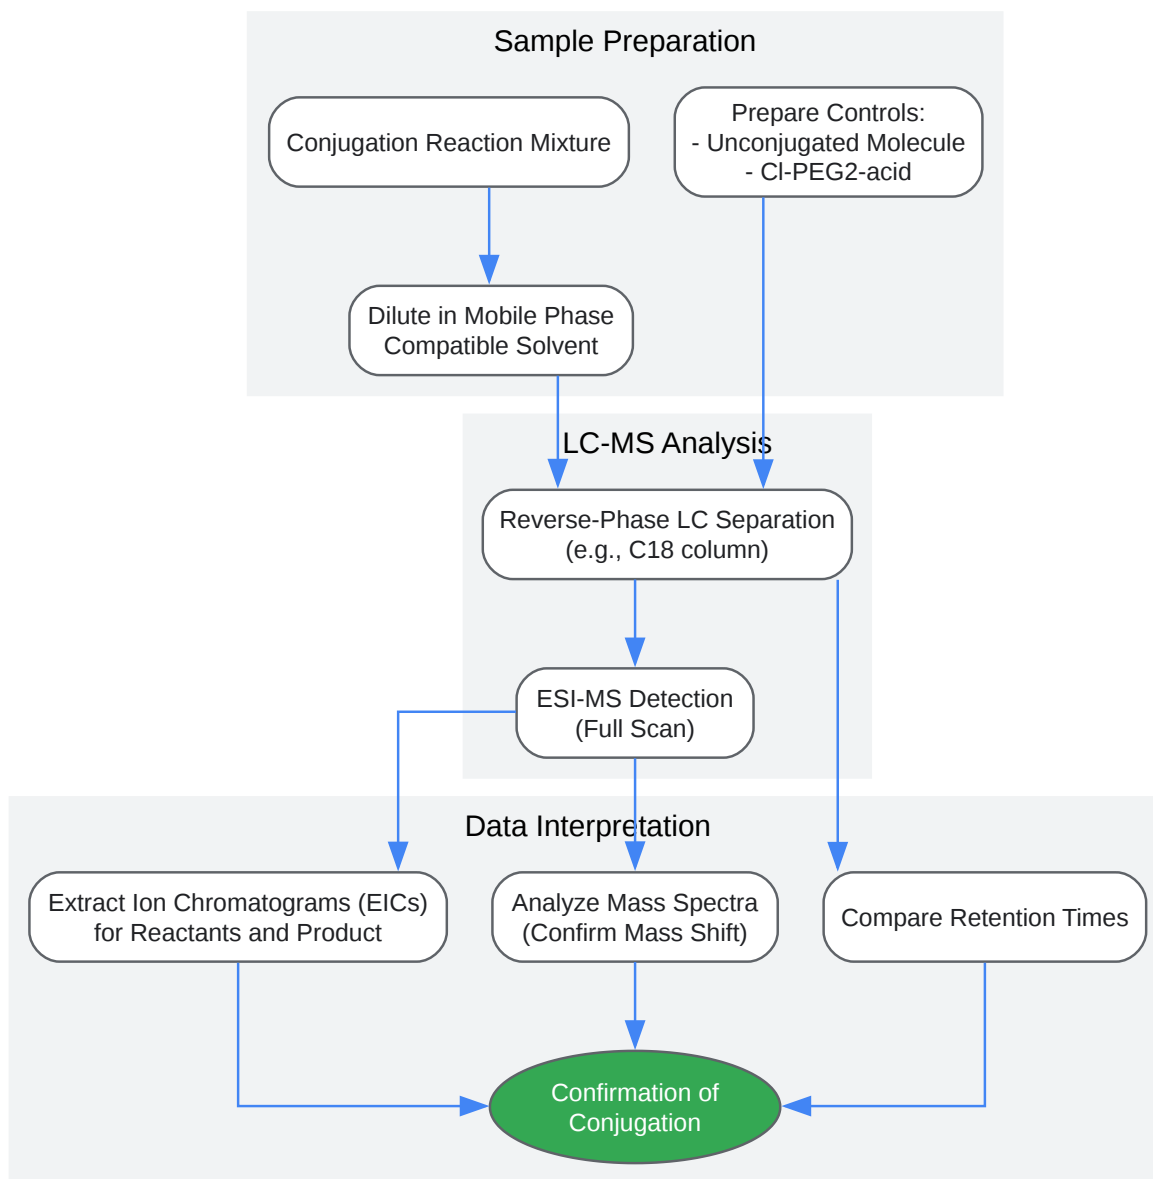 Sample Preparation
Conjugation Reaction Mixture
Prepare Controls:
- Unconjugated Molecule
- Cl-PEG2-acid
Dilute in Mobile Phase
Compatible Solvent
LC-MS Analysis
Reverse-Phase LC Separation
(e.g., C18 column)
ESI-MS Detection
(Full Scan)
Data Interpretation
Extract Ion Chromatograms (EICs)
for Reactants and Product
Analyze Mass Spectra
(Confirm Mass Shift)
Compare Retention Times
Confirmation of
Conjugation